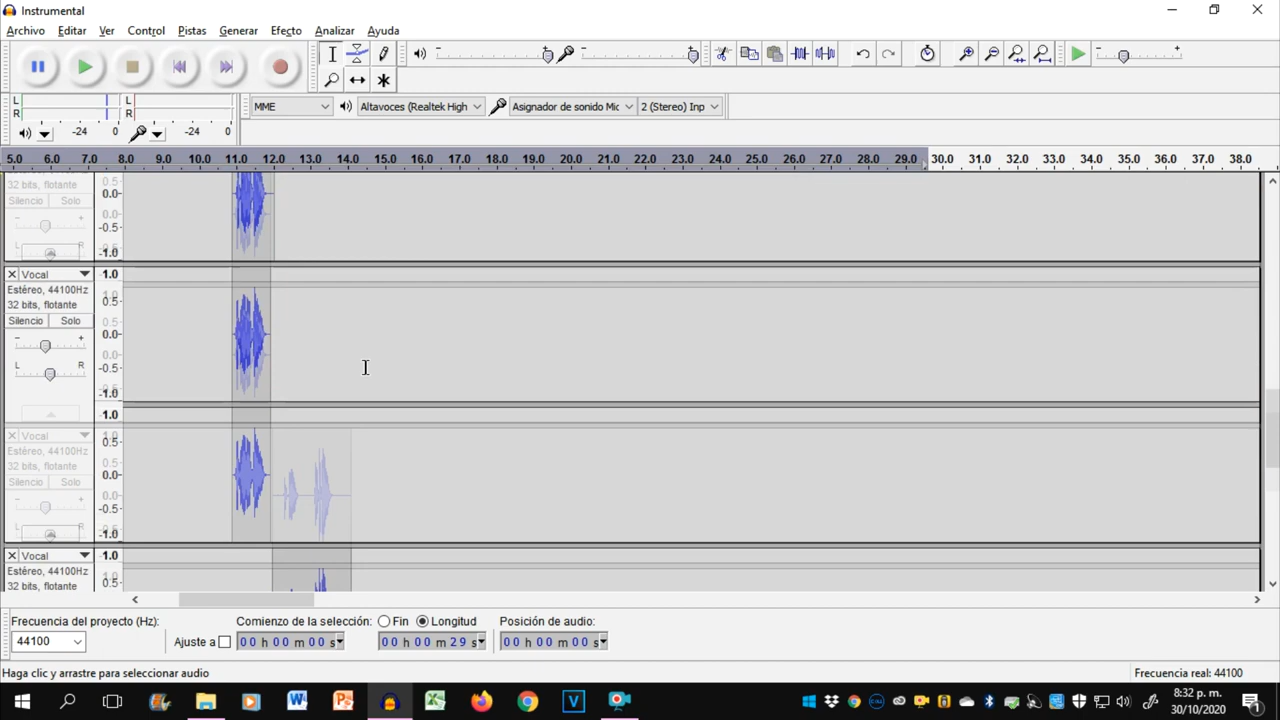 Instrumental
Archivo Editar Ver Control Pistas Generar Efecto Analizar Ayuda
L
R
-24 0
L
R
-24 0
MME
Altavoces (Realtek High
Asignador de sonido Mic
2 (Stereo) Inp
5.0 6.0 7.0 8.0 9.0 10.0 11.0 12.0 13.0 14.0 15.0 16.0 17.0 18.0 19.0 20.0 21.0 22.0 23.0 24.0 25.0 26.0 27.0 28.0 29.0 30.0 31.0 32.0 33.0 34.0 35.0 36.0 37.0 38.0
32 bits, flotante
Silencio Solo
- +
L R
0.5
0.0
0.0
-0.5
-1.0
Vocal
Estéreo, 44100Hz
32 bits, flotante
Silencio Solo
- +
L R
1.0
0.5
0.0
0.0
-0.5
-1.0
1.0
Vocal
Estéreo, 44100Hz
32 bits, flotante
Silencio Solo
- +
L R
0.5
0.0
0.0
-0.5
-1.0
Vocal
Estéreo, 44100Hz
32 bits, flotante
1.0
0.5
Frecuencia del proyecto (Hz):
44100
Ajuste a
Comienzo de la selección:
00 h 00 m 00 s
Fin Longitud
00 h 00 m 29 s
Posición de audio:
00 h 00 m 00 s
Haga clic y arrastre para seleccionar audio
Frecuencia real: 44100
8:32 p. m.
30/10/2020